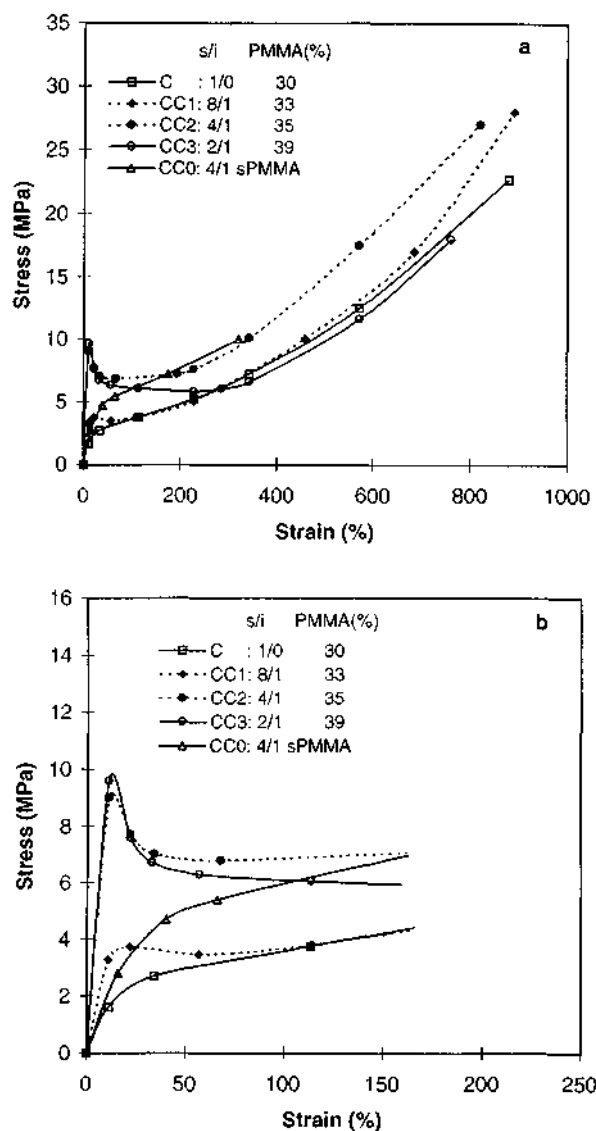 a
s/i PMMA(%)
C : 1/0 30
CC1: 8/1 33
CC2: 4/1 35
CC3: 2/1 39
CC0: 4/1 sPMMA
35
30
25
20
15
10
5
0
Stress (MPa)
0 200 400 600 800 1000
Strain (%)
b
s/i PMMA(%)
C : 1/0 30
CC1: 8/1 33
CC2: 4/1 35
CC3: 2/1 39
CC0: 4/1 sPMMA
16
14
12
10
8
6
4
2
0
Stress (MPa)
0 50 100 150 200 250
Strain (%)